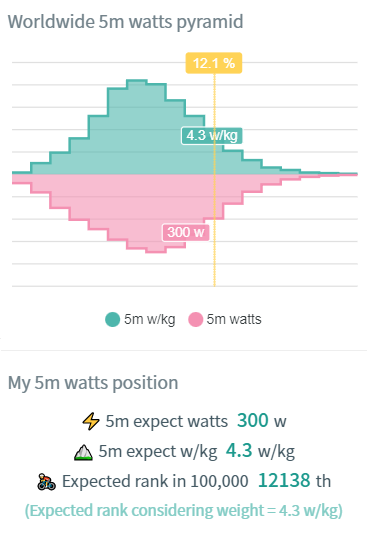 Worldwide 5m watts pyramid
12.1 %
4.3 w/kg
300 w
5m w/kg 5m watts
My 5m watts position
5m expect watts 300 w
5m expect w/kg 4.3 w/kg
Expected rank in 100,000 12138 th
(Expected rank considering weight = 4.3 w/kg)